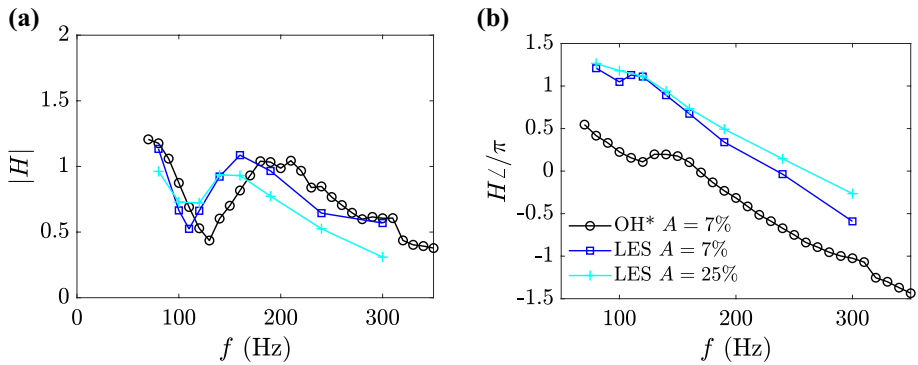 (a)
2
1.5
1
0.5
0
|H|
0
100
200
300
f (Hz)
(b)
1.5
1
0.5
0
-0.5
-1
-1.5
H∠/π
100
200
300
f (Hz)
OH* A = 7%
LES A = 7%
LES A = 25%